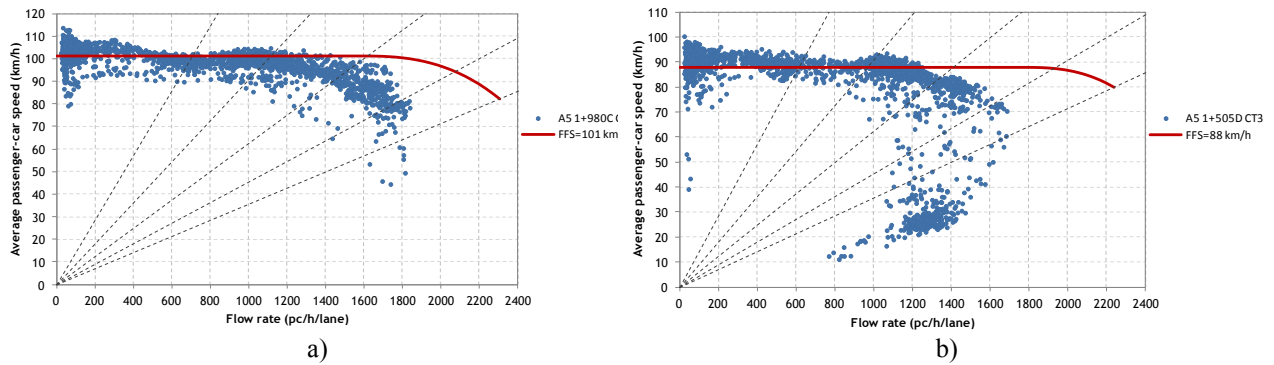 Average passenger-car speed (km/h)
120
110
100
90
80
70
60
50
40
30
20
10
0
0 200 400 600 800 1000 1200 1400 1600 1800 2000 2200 2400
Flow rate (pc/h/lane)
A5 1+980C (
FFS=101 km
a)
Average passenger-car speed (km/h)
110
100
90
80
70
60
50
40
30
20
10
0
0 200 400 600 800 1000 1200 1400 1600 1800 2000 2200 2400
Flow rate (pc/h/lane)
A5 1+505D CT3
FFS=88 km/h
b)